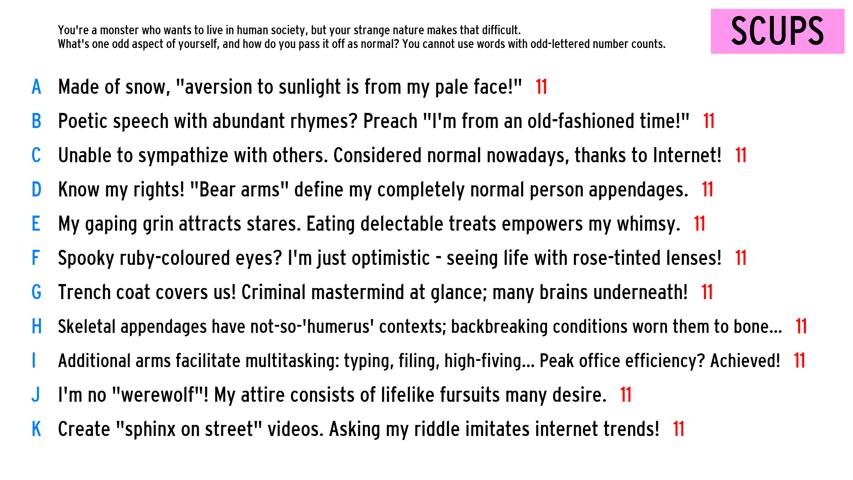 You're a monster who wants to live in human society, but your strange nature makes that difficult.
What's one odd aspect of yourself, and how do you pass it off as normal? You cannot use words with odd-lettered number counts.
SCUPS
A Made of snow, "aversion to sunlight is from my pale face!" 11
B Poetic speech with abundant rhymes? Preach "I'm from an old-fashioned time!" 11
C Unable to sympathize with others. Considered normal nowadays, thanks to Internet! 11
D Know my rights! "Bear arms" define my completely normal person appendages. 11
E My gaping grin attracts stares. Eating delectable treats empowers my whimsy. 11
F Spooky ruby-coloured eyes? I'm just optimistic - seeing life with rose-tinted lenses! 11
G Trench coat covers us! Criminal mastermind at glance; many brains underneath! 11
H Skeletal appendages have not-so-'humerus' contexts; backbreaking conditions worn them to bone... 11
I Additional arms facilitate multitasking: typing, filing, high-fiving... Peak office efficiency? Achieved! 11
J I'm no "werewolf"! My attire consists of lifelike fursuits many desire. 11
K Create "sphinx on street" videos. Asking my riddle imitates internet trends! 11